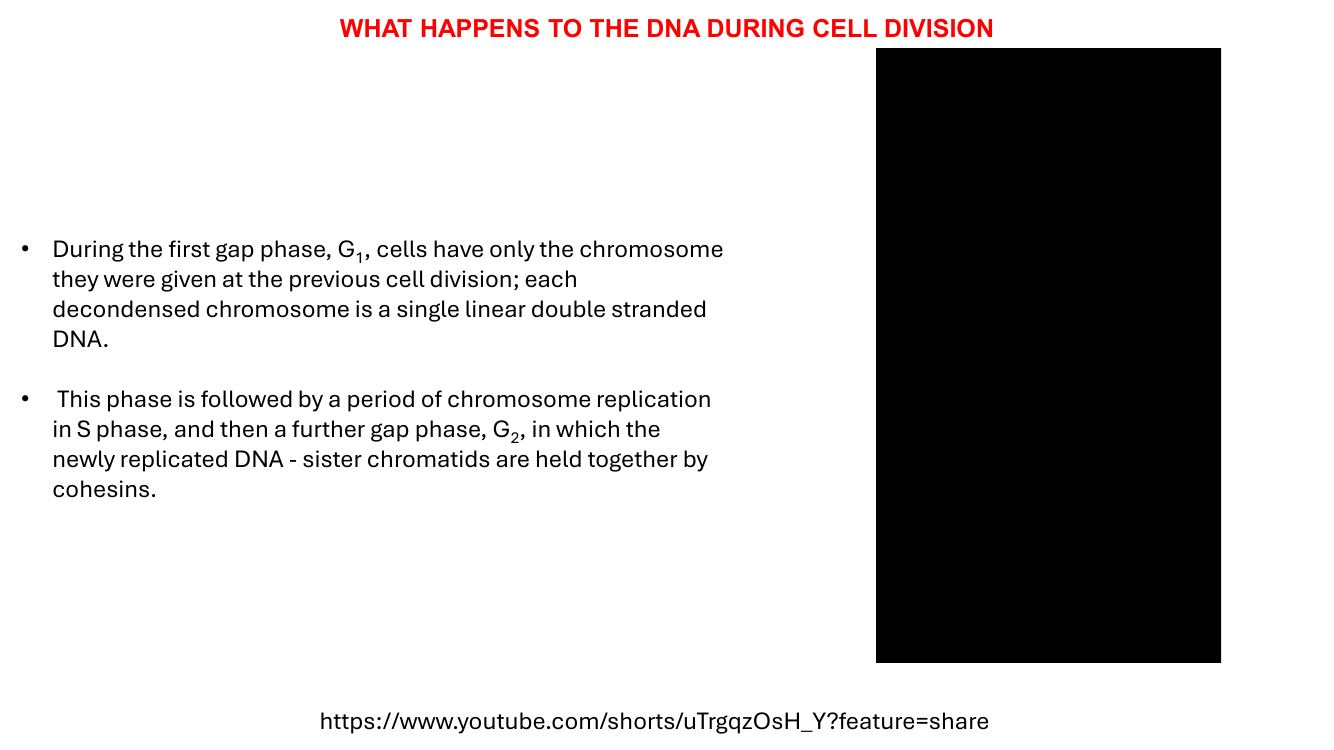 WHAT HAPPENS TO THE DNA DURING CELL DIVISION
• During the first gap phase, G₁, cells have only the chromosome
they were given at the previous cell division; each
decondensed chromosome is a single linear double stranded
DNA.
• This phase is followed by a period of chromosome replication
in S phase, and then a further gap phase, G₂, in which the
newly replicated DNA - sister chromatids are held together by
cohesins.
https://www.youtube.com/shorts/uTrgqzOsH_Y?feature=share